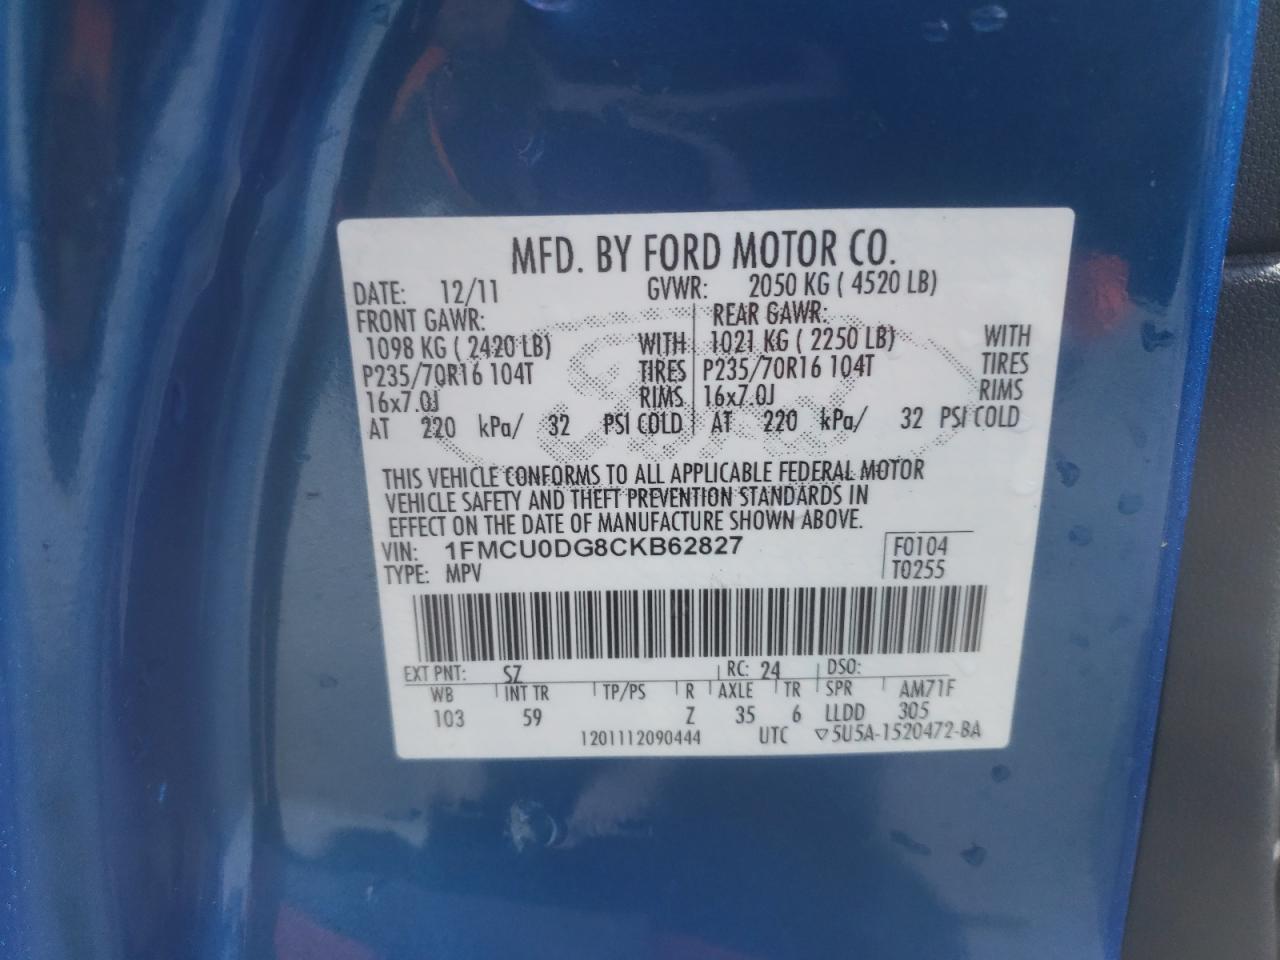 MFD. BY FORD MOTOR CO.
DATE: 12/11 GVWR: 2050 KG ( 4520 LB)
FRONT GAWR: REAR GAWR:
1098 KG ( 2420 LB) WITH 1021 KG ( 2250 LB) WITH
P235/70R16 104T TIRES P235/70R16 104T TIRES
16x7.0J RIMS 16x7.0J RIMS
AT 220 kPa/ 32 PSI COLD AT 220 kPa/ 32 PSI COLD
THIS VEHICLE CONFORMS TO ALL APPLICABLE FEDERAL MOTOR
VEHICLE SAFETY AND THEFT PREVENTION STANDARDS IN
EFFECT ON THE DATE OF MANUFACTURE SHOWN ABOVE.
VIN: 1FMCU0DG8CKB62827 F0104
TYPE: MPV T0255
EXT PNT: SZ RC: 24 DSO:
WB INT TR TP/PS R AXLE TR SPR AM71F
103 59 Z 35 6 LLDD 305
1201112090444 UTC ▽5U5A-1520472-BA